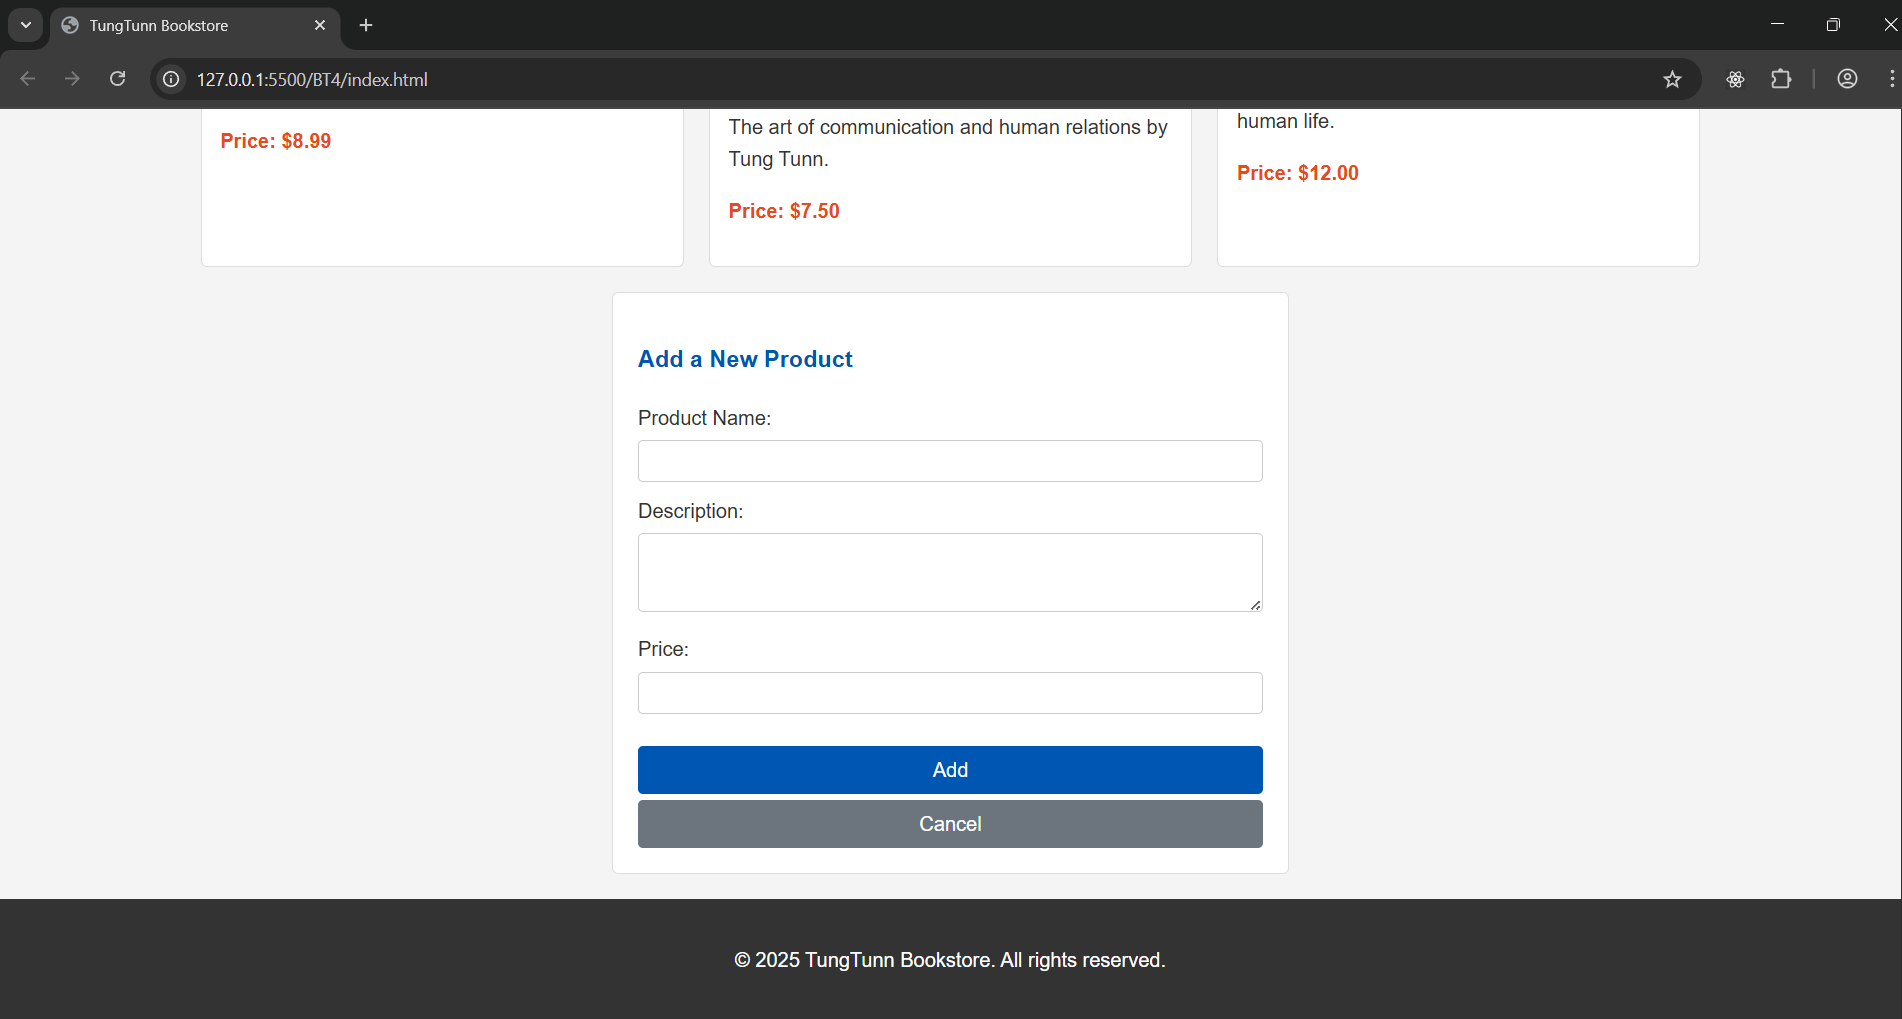 TungTunn Bookstore
127.0.0.1:5500/BT4/index.html
Price: $8.99
The art of communication and human relations by
Tung Tunn.
Price: $7.50
human life.
Price: $12.00
Add a New Product
Product Name:
Description:
Price:
Add
Cancel
© 2025 TungTunn Bookstore. All rights reserved.